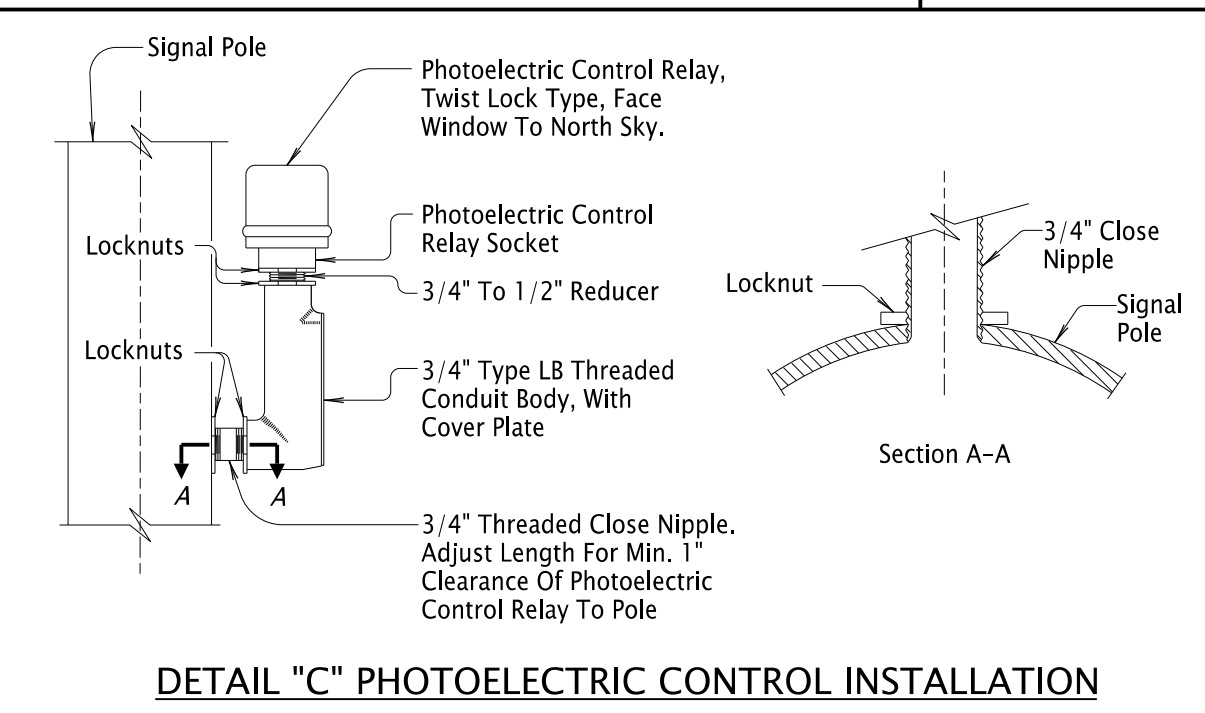 Signal Pole
Photoelectric Control Relay,
Twist Lock Type, Face
Window To North Sky.
Photoelectric Control
Relay Socket
Locknuts
3/4" To 1/2" Reducer
Locknuts
3/4" Type LB Threaded
Conduit Body, With
Cover Plate
A
A
3/4" Threaded Close Nipple.
Adjust Length For Min. 1"
Clearance Of Photoelectric
Control Relay To Pole
3/4" Close
Nipple
Locknut
Signal
Pole
Section A-A
DETAIL "C" PHOTOELECTRIC CONTROL INSTALLATION